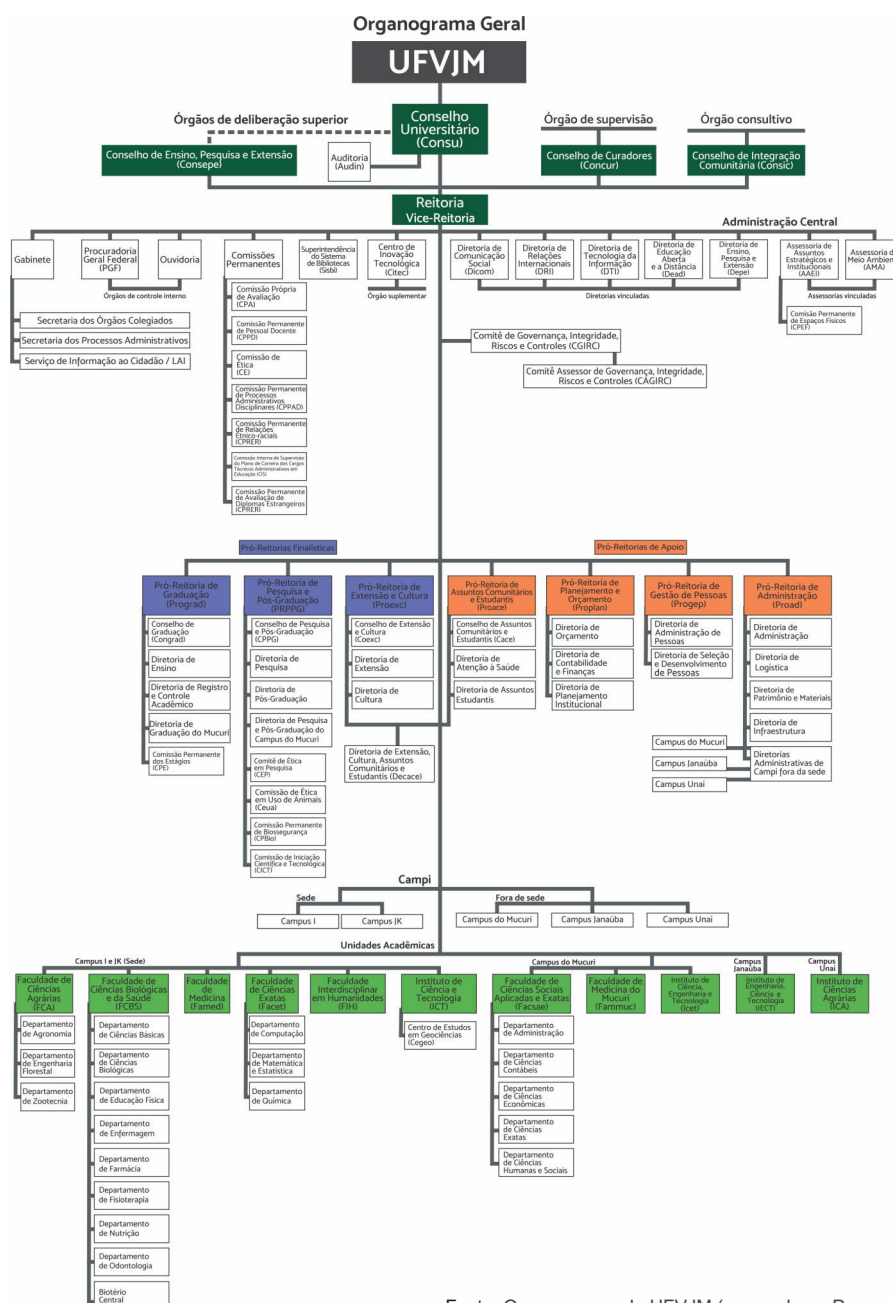 Organograma Geral
UFVJM
Órgãos de deliberação superior
Conselho
Universitário
(Consu)
Órgão de supervisão
Órgão consultivo
Conselho de Ensino, Pesquisa e Extensão
(Consepe)
Auditoria
(Audin)
Conselho de Curadores
(Concur)
Conselho de Integração
Comunitária (Consic)
Reitoria
Vice-Reitoria
Administração Central
Gabinete
Procuradoria
Geral Federal
(PGF)
Ouvidoria
Comissões
Permanentes
Superintendência
do Sistema
de Bibliotecas
(Sisbi)
Centro de
Inovação
Tecnológica
(Citec)
Diretoria de
Comunicação
Social
(Dicom)
Diretoria de
Relações
Internacionais
(DRI)
Diretoria de
Tecnologia da
Informação
(DTI)
Diretoria de
Educação
Aberta
e a Distância
(Dead)
Diretoria de
Ensino,
Pesquisa e
Extensão
(Depe)
Assessoria de
Assuntos
Estratégicos e
Institucionais
(AAEI)
Assessoria d
Meio Ambien
(AMA)
Órgãos de controle interno
Órgão suplementar
Diretorias vinculadas
Assessorias vinculadas
Secretaria dos Órgãos Colegiados
Secretaria dos Processos Administrativos
Serviço de Informação ao Cidadão / LAI
Comissão Própria
de Avaliação
(CPA)
Comissão Permanente
de Pessoal Docente
(CPPD)
Comissão de
Ética
(CE)
Comissão Permanente
de Processos
Administrativos
Disciplinares (CPPAD)
Comissão Permanente
de Relações
Étnico-raciais
(CPRER)
Comissão Interna de Supervisão
do Plano de Carreira dos Cargos
Técnicos Administrativos em
Educação (CIS)
Comissão Permanente
de Avaliação de
Diplomas Estrangeiros
(CPRER)
Comisão Permanente
de Espaços Físicos
(CPEF)
Comitê de Governança, Integridade,
Riscos e Controles (CGIRC)
Comitê Assessor de Governança, Integridade,
Riscos e Controles (CAGIRC)
Pró-Reitorias Finalísticas
Pró-Reitorias de Apoio
Pró-Reitoria de
Graduação
(Prograd)
Pró-Reitoria de
Pesquisa e
Pós-Graduação
(PRPPG)
Pró-Reitoria de
Extensão e Cultura
(Proexc)
Pró-Reitoria de
Assuntos Comunitários
e Estudantis
(Proace)
Pró-Reitoria de
Planejamento e
Orçamento
(Proplan)
Pró-Reitoria de
Gestão de Pessoas
(Progep)
Pró-Reitoria de
Administração
(Proad)
Conselho de
Graduação
(Congrad)
Diretoria de
Ensino
Diretoria de Registro
e Controle
Acadêmico
Diretoria de
Graduação do Mucuri
Comissão Permanente
dos Estágios
(CPE)
Conselho de Pesquisa
e Pós-Graduação
(CPPG)
Diretoria de
Pesquisa
Diretoria de
Pós-Graduação
Diretoria de Pesquisa
e Pós-Graduação do
Campus do Mucuri
Comitê de Ética
em Pesquisa
(CEP)
Comissão de Ética
em Uso de Animais
(Ceua)
Comissão Permanente
de Biossegurança
(CPBio)
Comissão de Iniciação
Científica e Tecnológica
(CICT)
Conselho de Extensão
e Cultura
(Coexc)
Diretoria de
Extensão
Diretoria de
Cultura
Conselho de Assuntos
Comunitários e
Estudantis (Cace)
Diretoria de
Atenção à Saúde
Diretoria de Assuntos
Estudantis
Diretoria de Extensão,
Cultura, Assuntos
Comunitários e
Estudantis (Decace)
Diretoria de
Orçamento
Diretoria de
Contabilidade
e Finanças
Diretoria de
Planejamento
Institucional
Diretoria de
Administração de
Pessoas
Diretoria de Seleção
e Desenvolvimento
de Pessoas
Diretoria de
Administração
Diretoria de
Logística
Diretoria de
Patrimônio e Materiais
Diretoria de
Infraestrutura
Diretorias
Administrativas de
Campi fora da sede
Campus do Mucuri
Campus Janaúba
Campus Unaí
Campi
Sede
Fora de sede
Campus I
Campus JK
Campus do Mucuri
Campus Janaúba
Campus Unaí
Unidades Acadêmicas
Campus I e JK (Sede)
Campus do Mucuri
Campus
Janaúba
Campus
Unaí
Faculdade de
Ciências
Agrárias
(FCA)
Faculdade de
Ciências Biológicas
e da Saúde
(FCBS)
Faculdade
de
Medicina
(Famed)
Faculdade
de Ciências
Exatas
(Facet)
Faculdade
Interdisciplinar
em Humanidades
(FIH)
Instituto de
Ciência e
Tecnologia
(ICT)
Faculdade de
Ciências Sociais
Aplicadas e Exatas
(Facsae)
Faculdade de
Medicina do
Mucuri
(Fammuc)
Instituto de
Ciência,
Engenharia e
Tecnologia
(Icet)
Instituto de
Engenharia,
Ciência e
Tecnologia
(IECT)
Instituto de
Ciências
Agrárias
(ICA)
Departamento
de Agronomia
Departamento
de Engenharia
Florestal
Departamento
de Zootecnia
Departamento
de Ciências Básicas
Departamento
de Ciências
Biológicas
Departamento
de Educação Física
Departamento
de Enfermagem
Departamento
de Farmácia
Departamento
de Fisioterapia
Departamento
de Nutrição
Departamento
de Odontologia
Biotério
Central
Departamento
de Computação
Departamento
de Matemática
e Estatística
Departamento
de Química
Centro de Estudos
em Geociências
(Cegeo)
Departamento
de Administração
Departamento
de Ciências
Contábeis
Departamento
de Ciências
Econômicas
Departamento
de Ciências
Exatas
Departamento
de Ciências
Humanas e Sociais